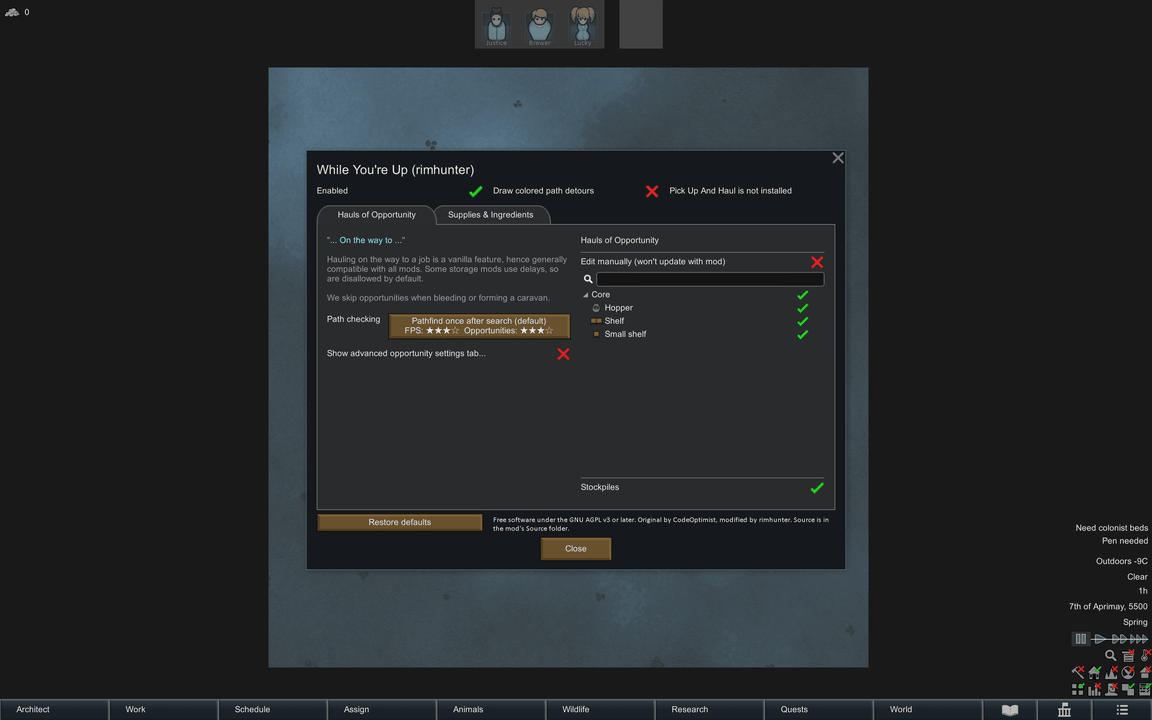 0
Justice
Brewer
Lucky
While You're Up (rimhunter)
Enabled
Draw colored path detours
Pick Up And Haul is not installed
Hauls of Opportunity
Supplies & Ingredients
"... On the way to ..."
Hauling on the way to a job is a vanilla feature, hence generally
compatible with all mods. Some storage mods use delays, so
are disallowed by default.
We skip opportunities when bleeding or forming a caravan.
Path checking
Pathfind once after search (default)
FPS: ★★★☆ Opportunities: ★★★☆
Show advanced opportunity settings tab...
Hauls of Opportunity
Edit manually (won't update with mod)
Core
Hopper
Shelf
Small shelf
Stockpiles
Restore defaults
Free software under the GNU AGPL v3 or later. Original by CodeOptimist, modified by rimhunter. Source is in
the mod's Source folder.
Close
Need colonist beds
Pen needed
Outdoors -9C
Clear
1h
7th of Aprimay, 5500
Spring
Architect
Work
Schedule
Assign
Animals
Wildlife
Research
Quests
World